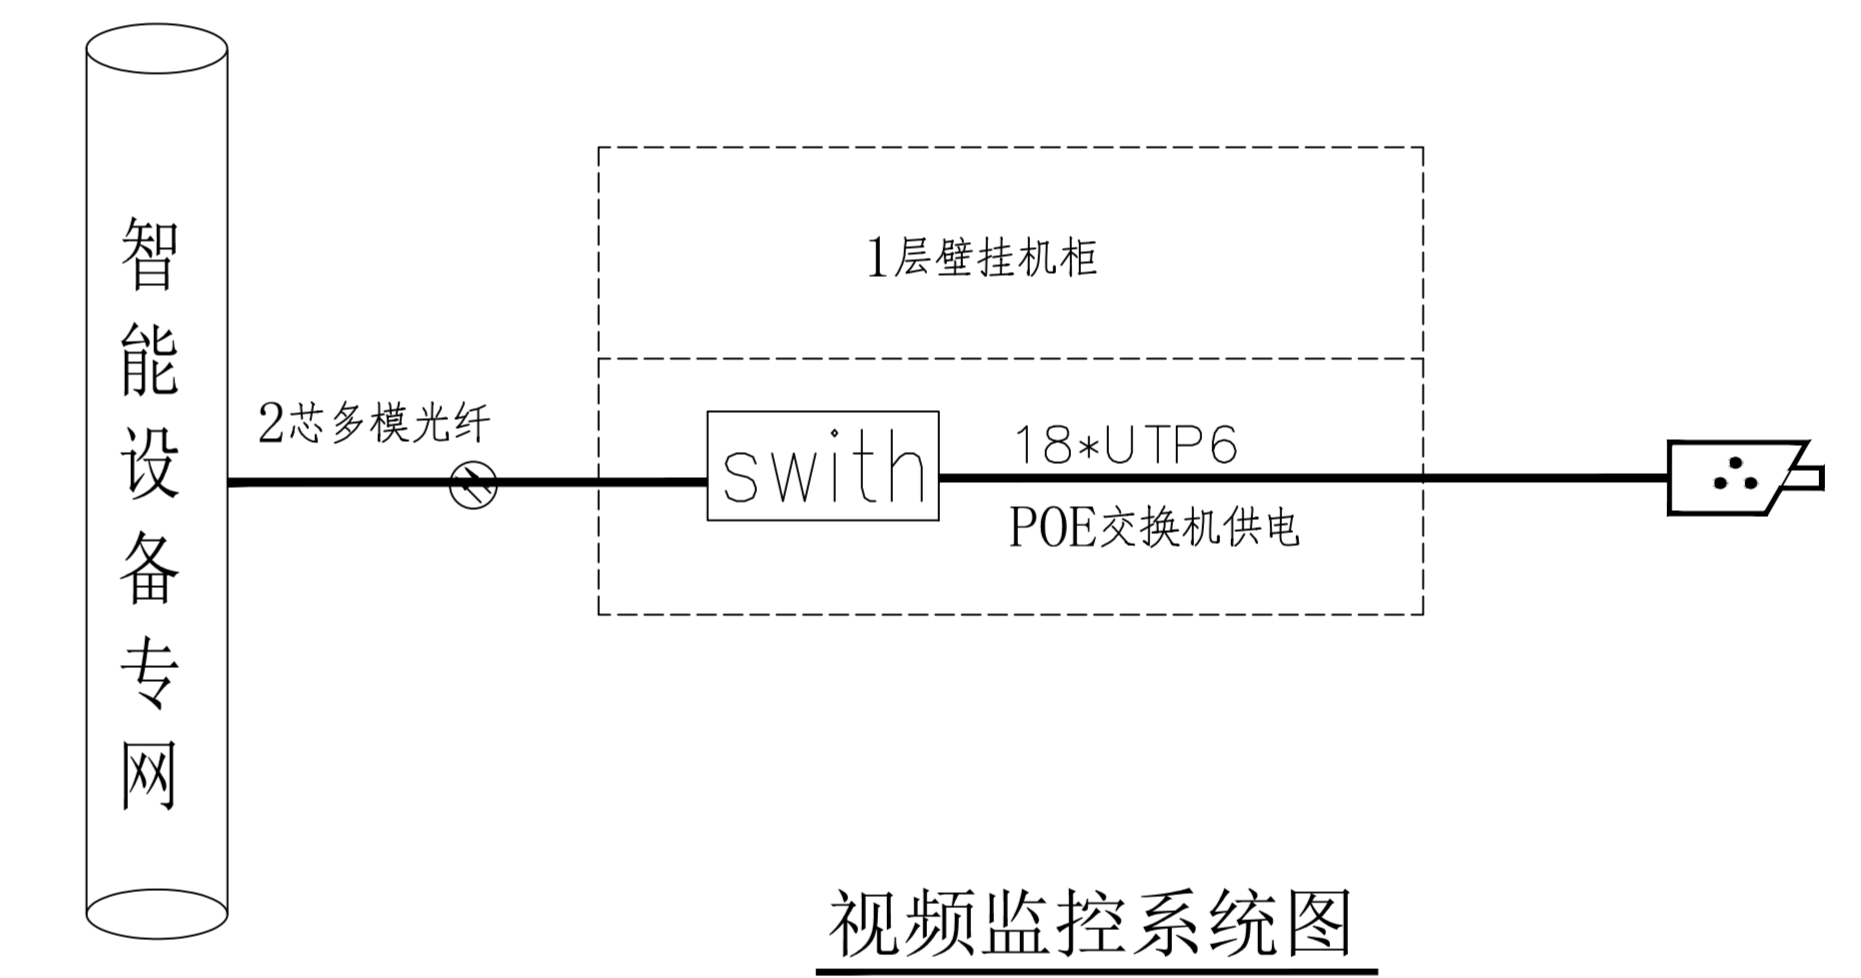 智能设备专网
1层壁挂机柜
2芯多模光纤
swith
18*UTP6
POE交换机供电
视频监控系统图